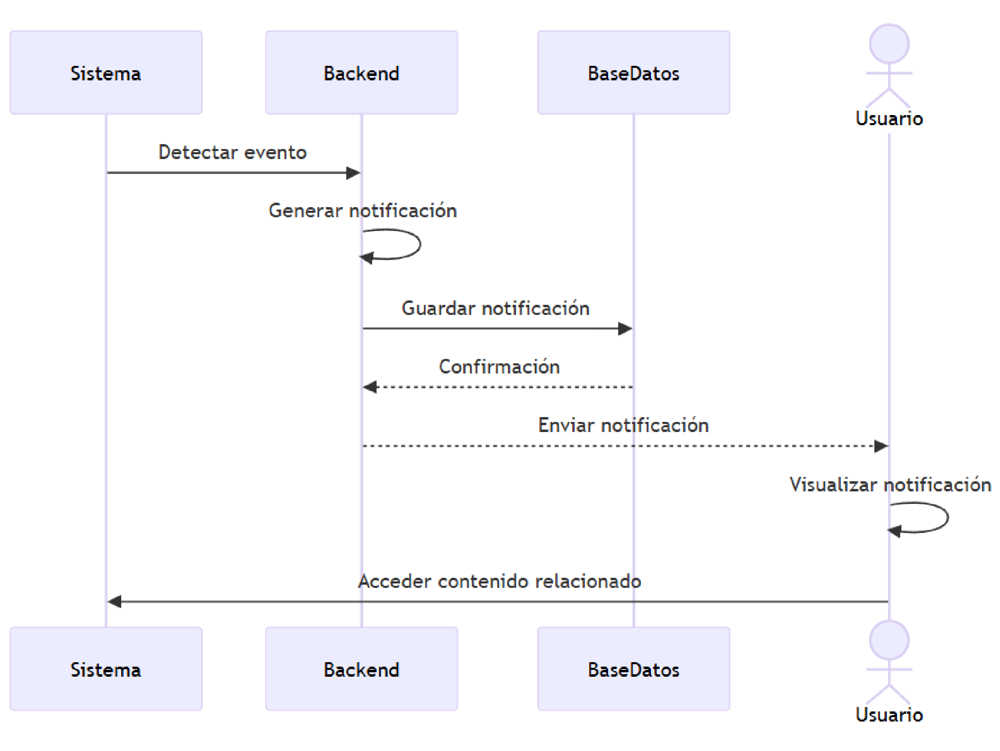 Sistema
Backend
BaseDatos
Usuario
Detectar evento
Generar notificación
Guardar notificación
Confirmación
Enviar notificación
Visualizar notificación
Acceder contenido relacionado
Sistema
Backend
BaseDatos
Usuario